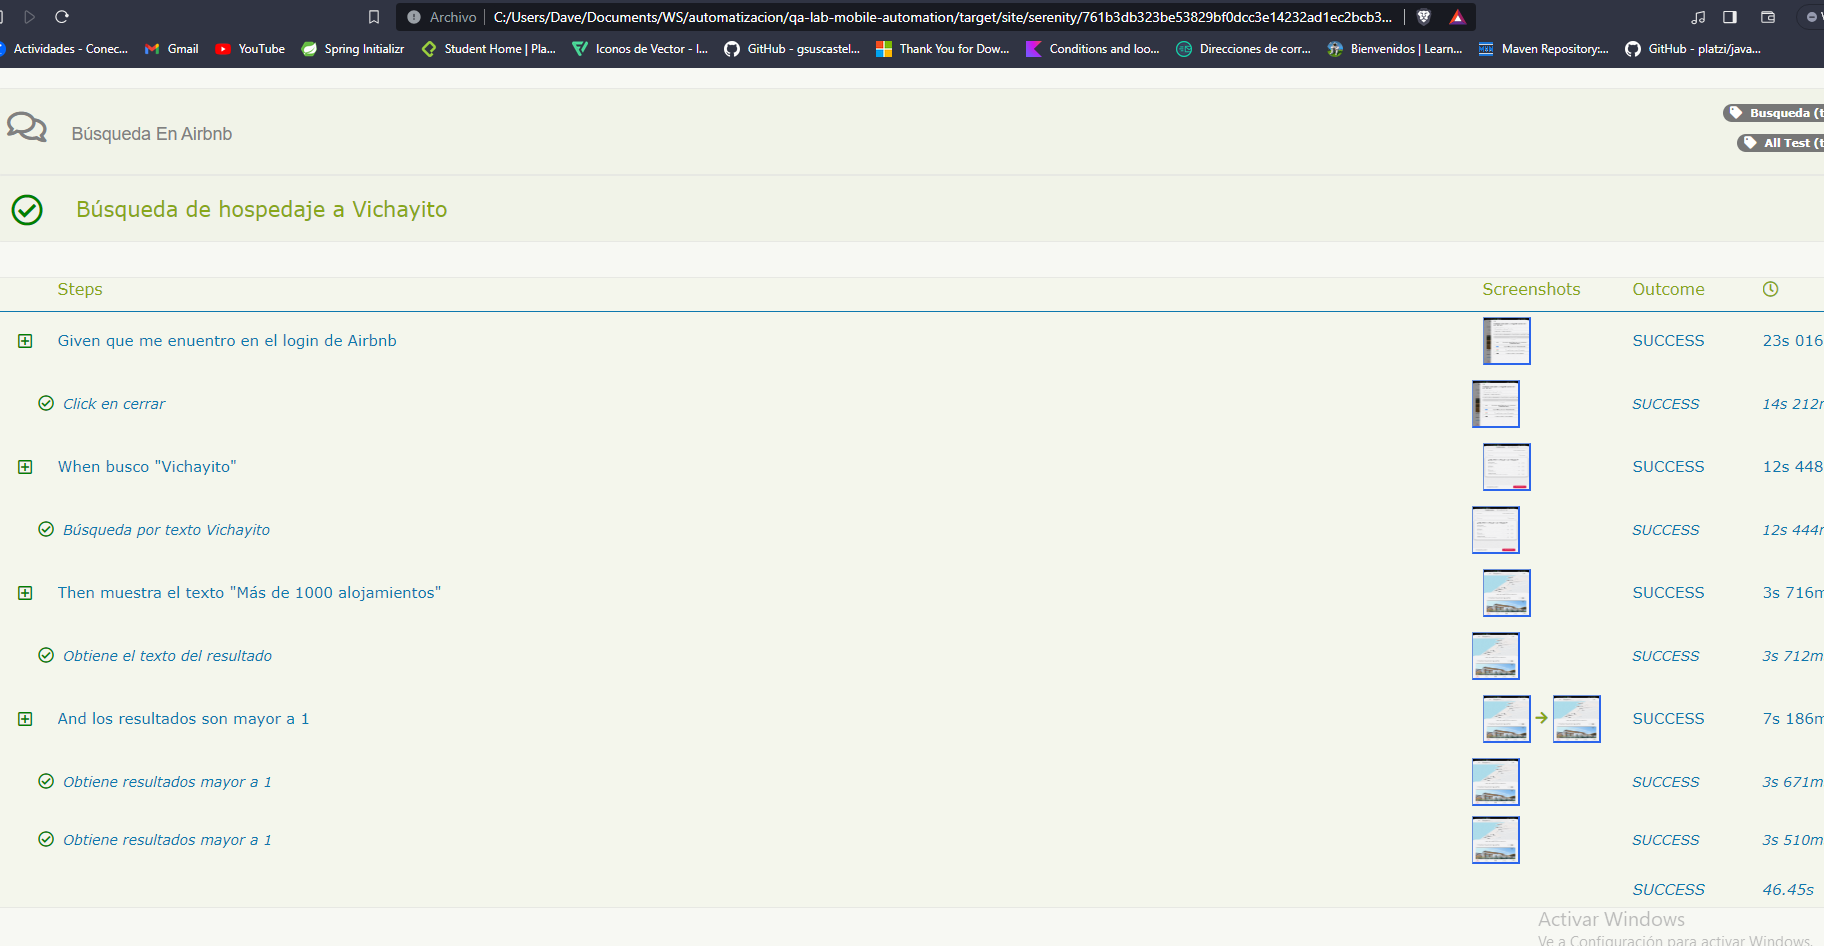 Archivo C:/Users/Dave/Documents/WS/automatizacion/qa-lab-mobile-automation/target/site/serenity/761b3db323be53829bf0dcc3e14232ad1ec2bcb3...
Actividades - Conec... Gmail YouTube Spring Initializr Student Home | Pla... Iconos de Vector - I... GitHub - gsuscastel... Thank You for Dow... Conditions and loo... Direcciones de corr... Bienvenidos | Learn... Maven Repository:... GitHub - platzi/java...
Búsqueda En Airbnb
Busqueda (t
All Test (t
Búsqueda de hospedaje a Vichayito
Steps Screenshots Outcome
Given que me enuentro en el login de Airbnb SUCCESS 23s 016
Click en cerrar SUCCESS 14s 212m
When busco "Vichayito" SUCCESS 12s 448
Búsqueda por texto Vichayito SUCCESS 12s 444m
Then muestra el texto "Más de 1000 alojamientos" SUCCESS 3s 716m
Obtiene el texto del resultado SUCCESS 3s 712m
And los resultados son mayor a 1 SUCCESS 7s 186m
Obtiene resultados mayor a 1 SUCCESS 3s 671m
Obtiene resultados mayor a 1 SUCCESS 3s 510m
SUCCESS 46.45s
Activar Windows
Ve a Configuración para activar Windows.